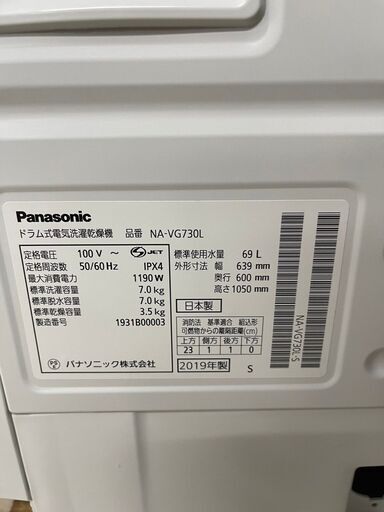 Panasonic
ドラム式電気洗濯乾燥機 品番 NA-VG730L
定格電圧 100 V ～ S JET
定格周波数 50/60 Hz IPX4
最大消費電力 1190 W
標準洗濯容量 7.0 kg
標準脱水容量 7.0 kg
標準乾燥容量 3.5 kg
製造番号 1931B00003
PS E パナソニック株式会社
標準使用水量 69 L
外形寸法 幅 639 mm
奥行 600 mm
高さ 1050 mm
日本製
消防法 基準適合 組込形
可燃物からの離隔距離(cm)
上方 側方 後方 下方
23 1 1 0
2019年製 S
NA-VG730L-S